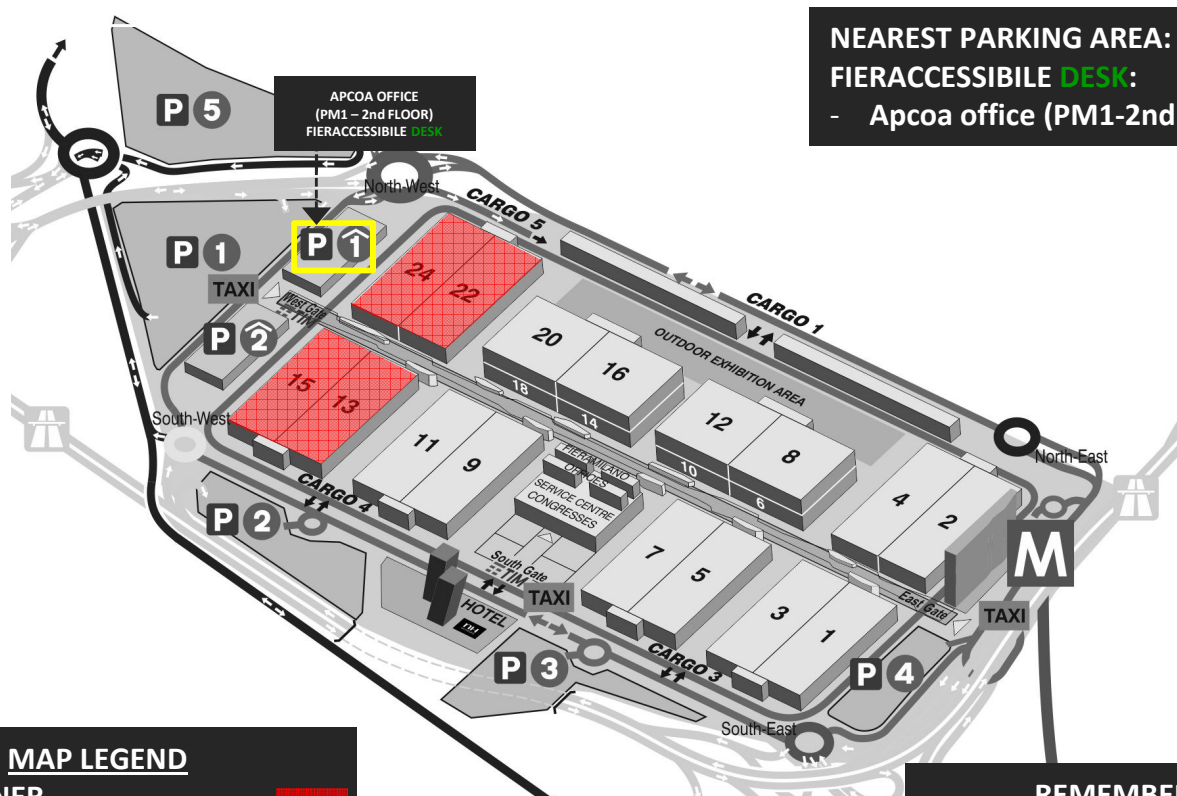 NEAREST PARKING AREA:
FIERACCESSIBILE DESK:
- Apcoa office (PM1-2nd
P 5
APCOA OFFICE
(PM1 – 2nd FLOOR)
FIERACCESSIBILE DESK
North-West
CARGO 5
P 1
P 1
TAXI
West Gate
TIM
24
22
CARGO 1
P 2
20
16
OUTDOOR EXHIBITION AREA
18
14
15
13
12
8
South-West
11
9
10
6
North-East
FIERAMILANO
OFFICES
SERVICE CENTRE
CONGRESSES
4
2
CARGO 4
P 2
7
5
M
South Gate
TIM
TAXI
HOTEL
nh
3
1
East Gate
TAXI
P 3
CARGO 3
P 4
South-East
MAP LEGEND